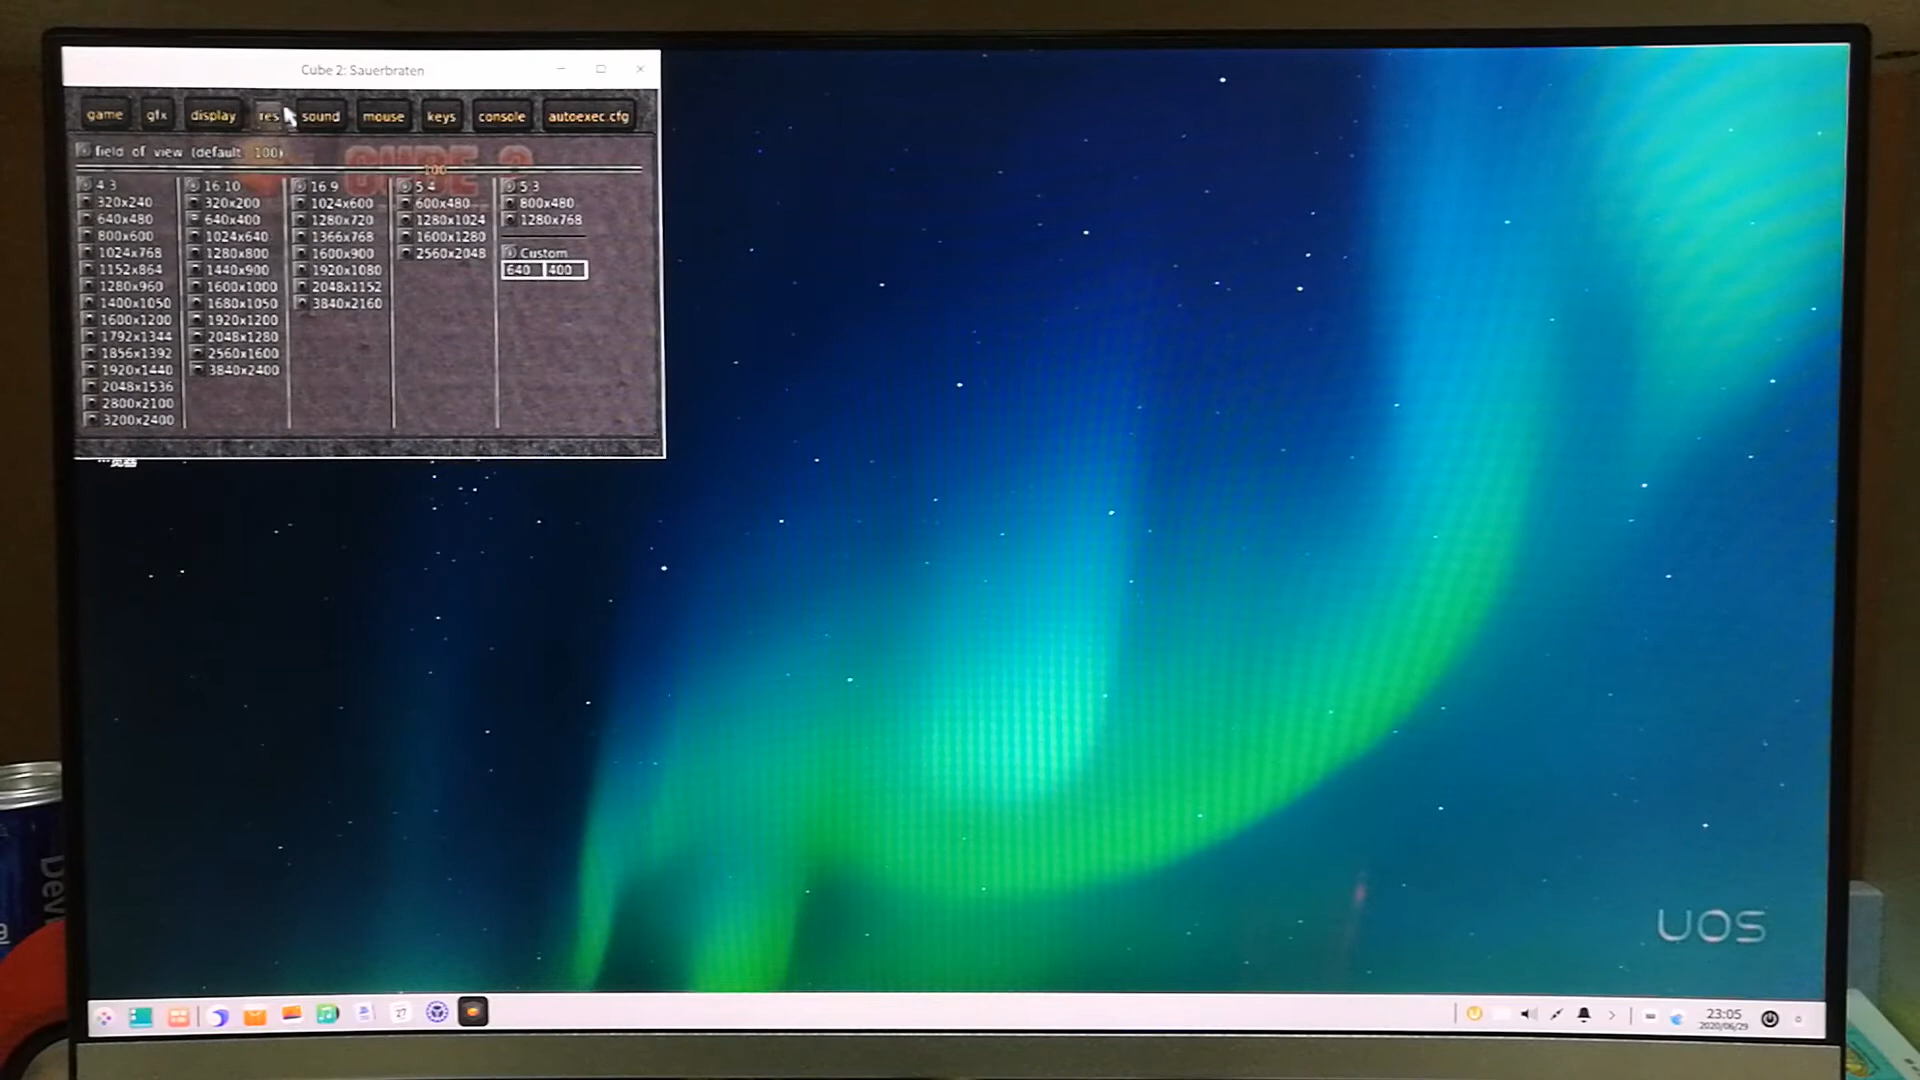 Cube 2: Sauerbraten
game gfx display res sound mouse keys console autoexec.cfg
field of view (default 100)
CUBE 2
100
4:3 16:10 16:9 5:4 5:3
320x240 320x200 1024x600 600x480 800x480
640x480 640x400 1280x720 1280x1024 1280x768
800x600 1024x640 1366x768 1600x1280
1024x768 1280x800 1600x900 2560x2048 Custom
1152x864 1440x900 1920x1080 640 400
1280x960 1600x1000 2048x1152
1400x1050 1680x1050 3840x2160
1600x1200 1920x1200
1792x1344 2048x1280
1856x1392 2560x1600
1920x1440 3840x2400
2048x1536
2800x2100
3200x2400
UOS
27
23:05
2020/06/29